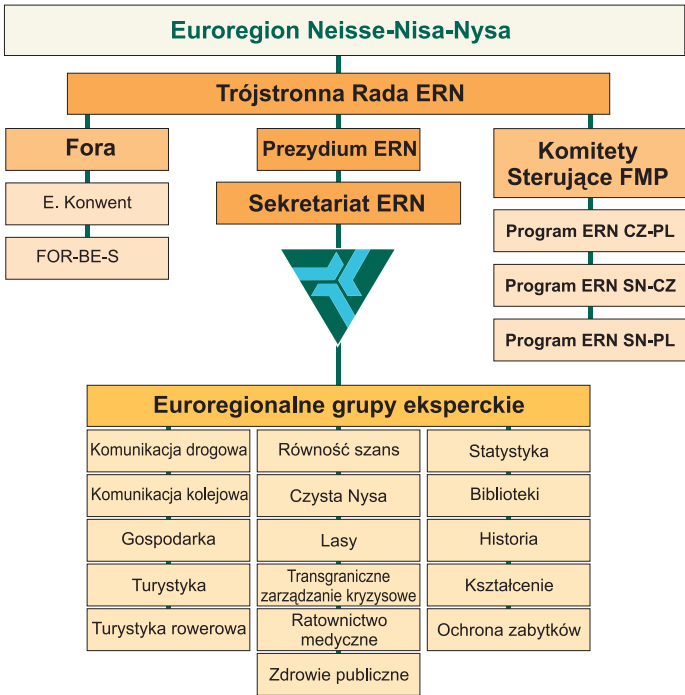 Euroregion Neisse-Nisa-Nysa
Trójstronna Rada ERN
Fora
E. Konwent
FOR-BE-S
Prezydium ERN
Sekretariat ERN
Komitety
Sterujące FMP
Program ERN CZ-PL
Program ERN SN-CZ
Program ERN SN-PL
Euroregionalne grupy eksperckie
Komunikacja drogowa
Komunikacja kolejowa
Gospodarka
Turystyka
Turystyka rowerowa
Równość szans
Czysta Nysa
Lasy
Transgraniczne
zarządzanie kryzysowe
Ratownictwo
medyczne
Zdrowie publiczne
Statystyka
Biblioteki
Historia
Kształcenie
Ochrona zabytków